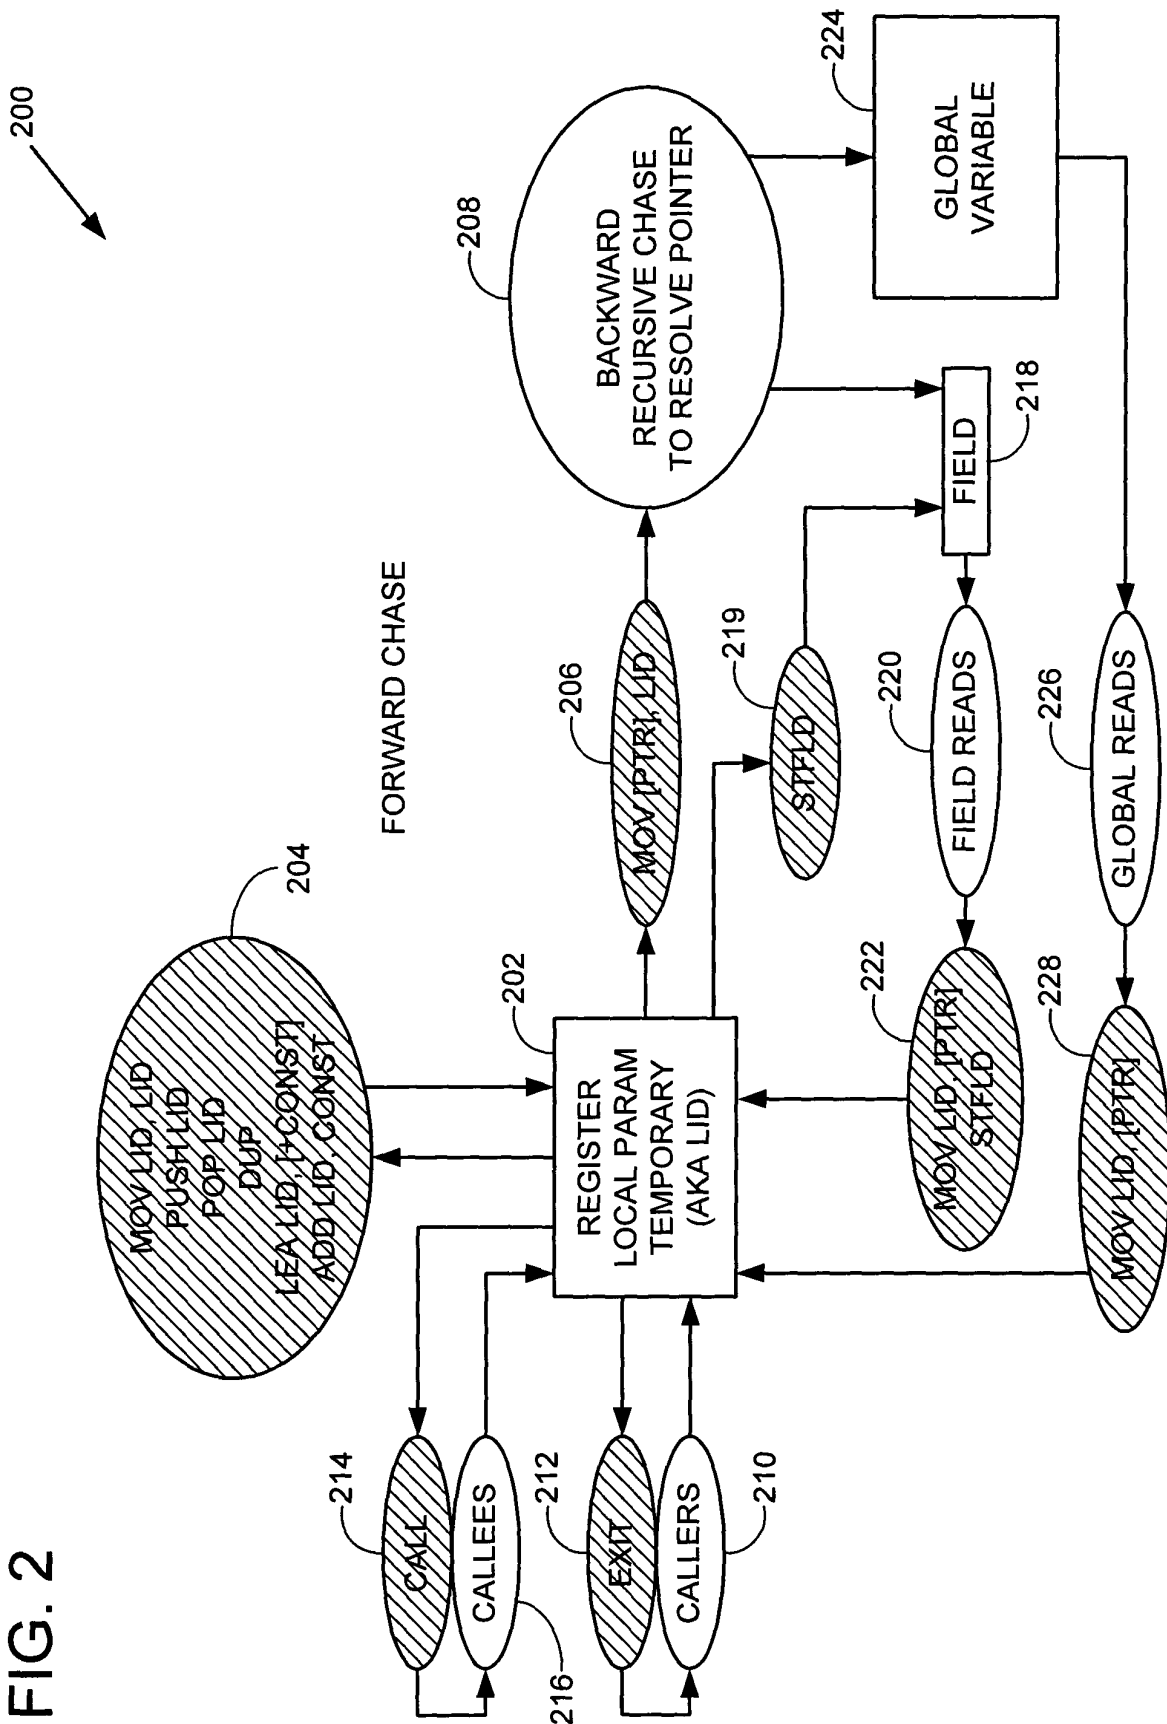 FIG. 2
200
FORWARD CHASE
204
MOV LID, LID
PUSH LID
POP LID
DUP
LEA LID, [+CONST]
ADD LID, CONST
214
CALL
CALLEES
216
212
EXIT
CALLERS
210
202
REGISTER
LOCAL PARAM
TEMPORARY
(AKA LID)
206
MOV [PTR], LID
208
BACKWARD
RECURSIVE CHASE
TO RESOLVE POINTER
219
STFLD
FIELD
218
220
FIELD READS
222
MOV LID, [PTR]
STFLD
224
GLOBAL
VARIABLE
226
GLOBAL READS
228
MOV LID, [PTR]